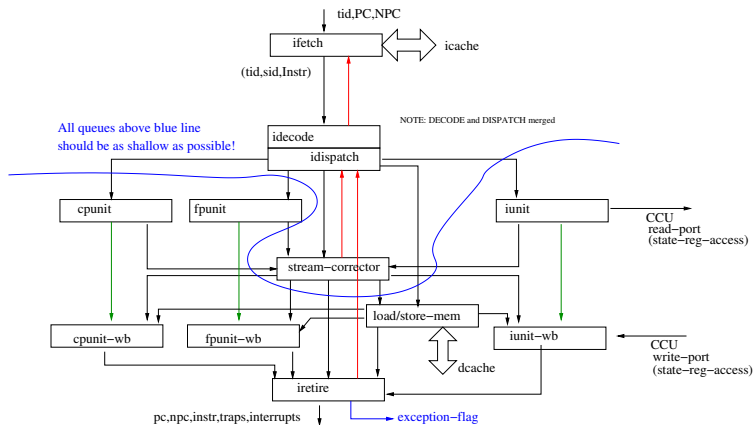 tid,PC,NPC
ifetch
icache
(tid,sid,Instr)
All queues above blue line
should be as shallow as possible!
NOTE: DECODE and DISPATCH merged
idecode
idispatch
cpunit
fpunit
iunit
CCU
read-port
(state-reg-access)
stream-corrector
load/store-mem
cpunit-wb
fpunit-wb
iunit-wb
dcache
CCU
write-port
(state-reg-access)
iretire
pc,npc,instr,traps,interrupts
exception-flag